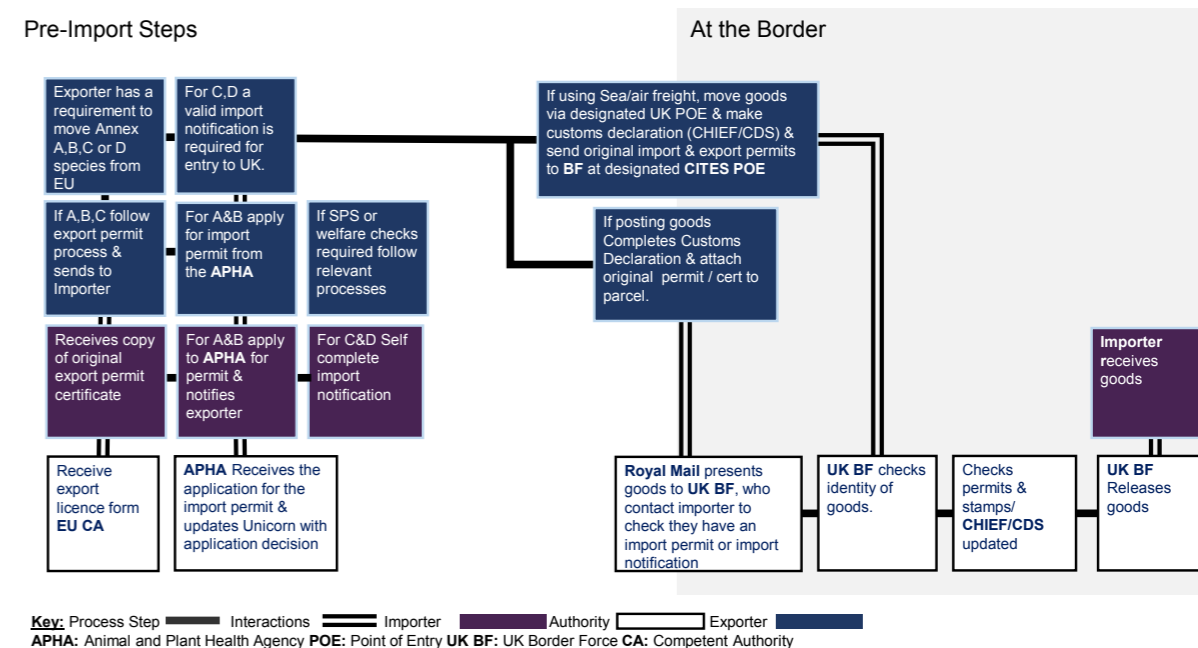 Pre-Import Steps
At the Border
Exporter has a
requirement to
move Annex
A,B,C or D
species from
EU
For C,D a
valid import
notification is
required for
entry to UK.
If using Sea/air freight, move goods
via designated UK POE & make
customs declaration (CHIEF/CDS) &
send original import & export permits
to BF at designated CITES POE
If A,B,C follow
export permit
process &
sends to
Importer
For A&B apply
for import
permit from
the APHA
If SPS or
welfare checks
required follow
relevant
processes
If posting goods
Completes Customs
Declaration & attach
original permit / cert to
parcel.
Receives copy
of original
export permit
certificate
For A&B apply
to APHA for
permit &
notifies
exporter
For C&D Self
complete
import
notification
Importer
receives
goods
Receive
export
licence form
EU CA
APHA Receives the
application for the
import permit &
updates Unicorn with
application decision
Royal Mail presents
goods to UK BF, who
contact importer to
check they have an
import permit or import
notification
UK BF checks
identity of
goods.
Checks
permits &
stamps/
CHIEF/CDS
updated
UK BF
Releases
goods
Key: Process Step Interactions Importer Authority Exporter
APHA: Animal and Plant Health Agency POE: Point of Entry UK BF: UK Border Force CA: Competent Authority